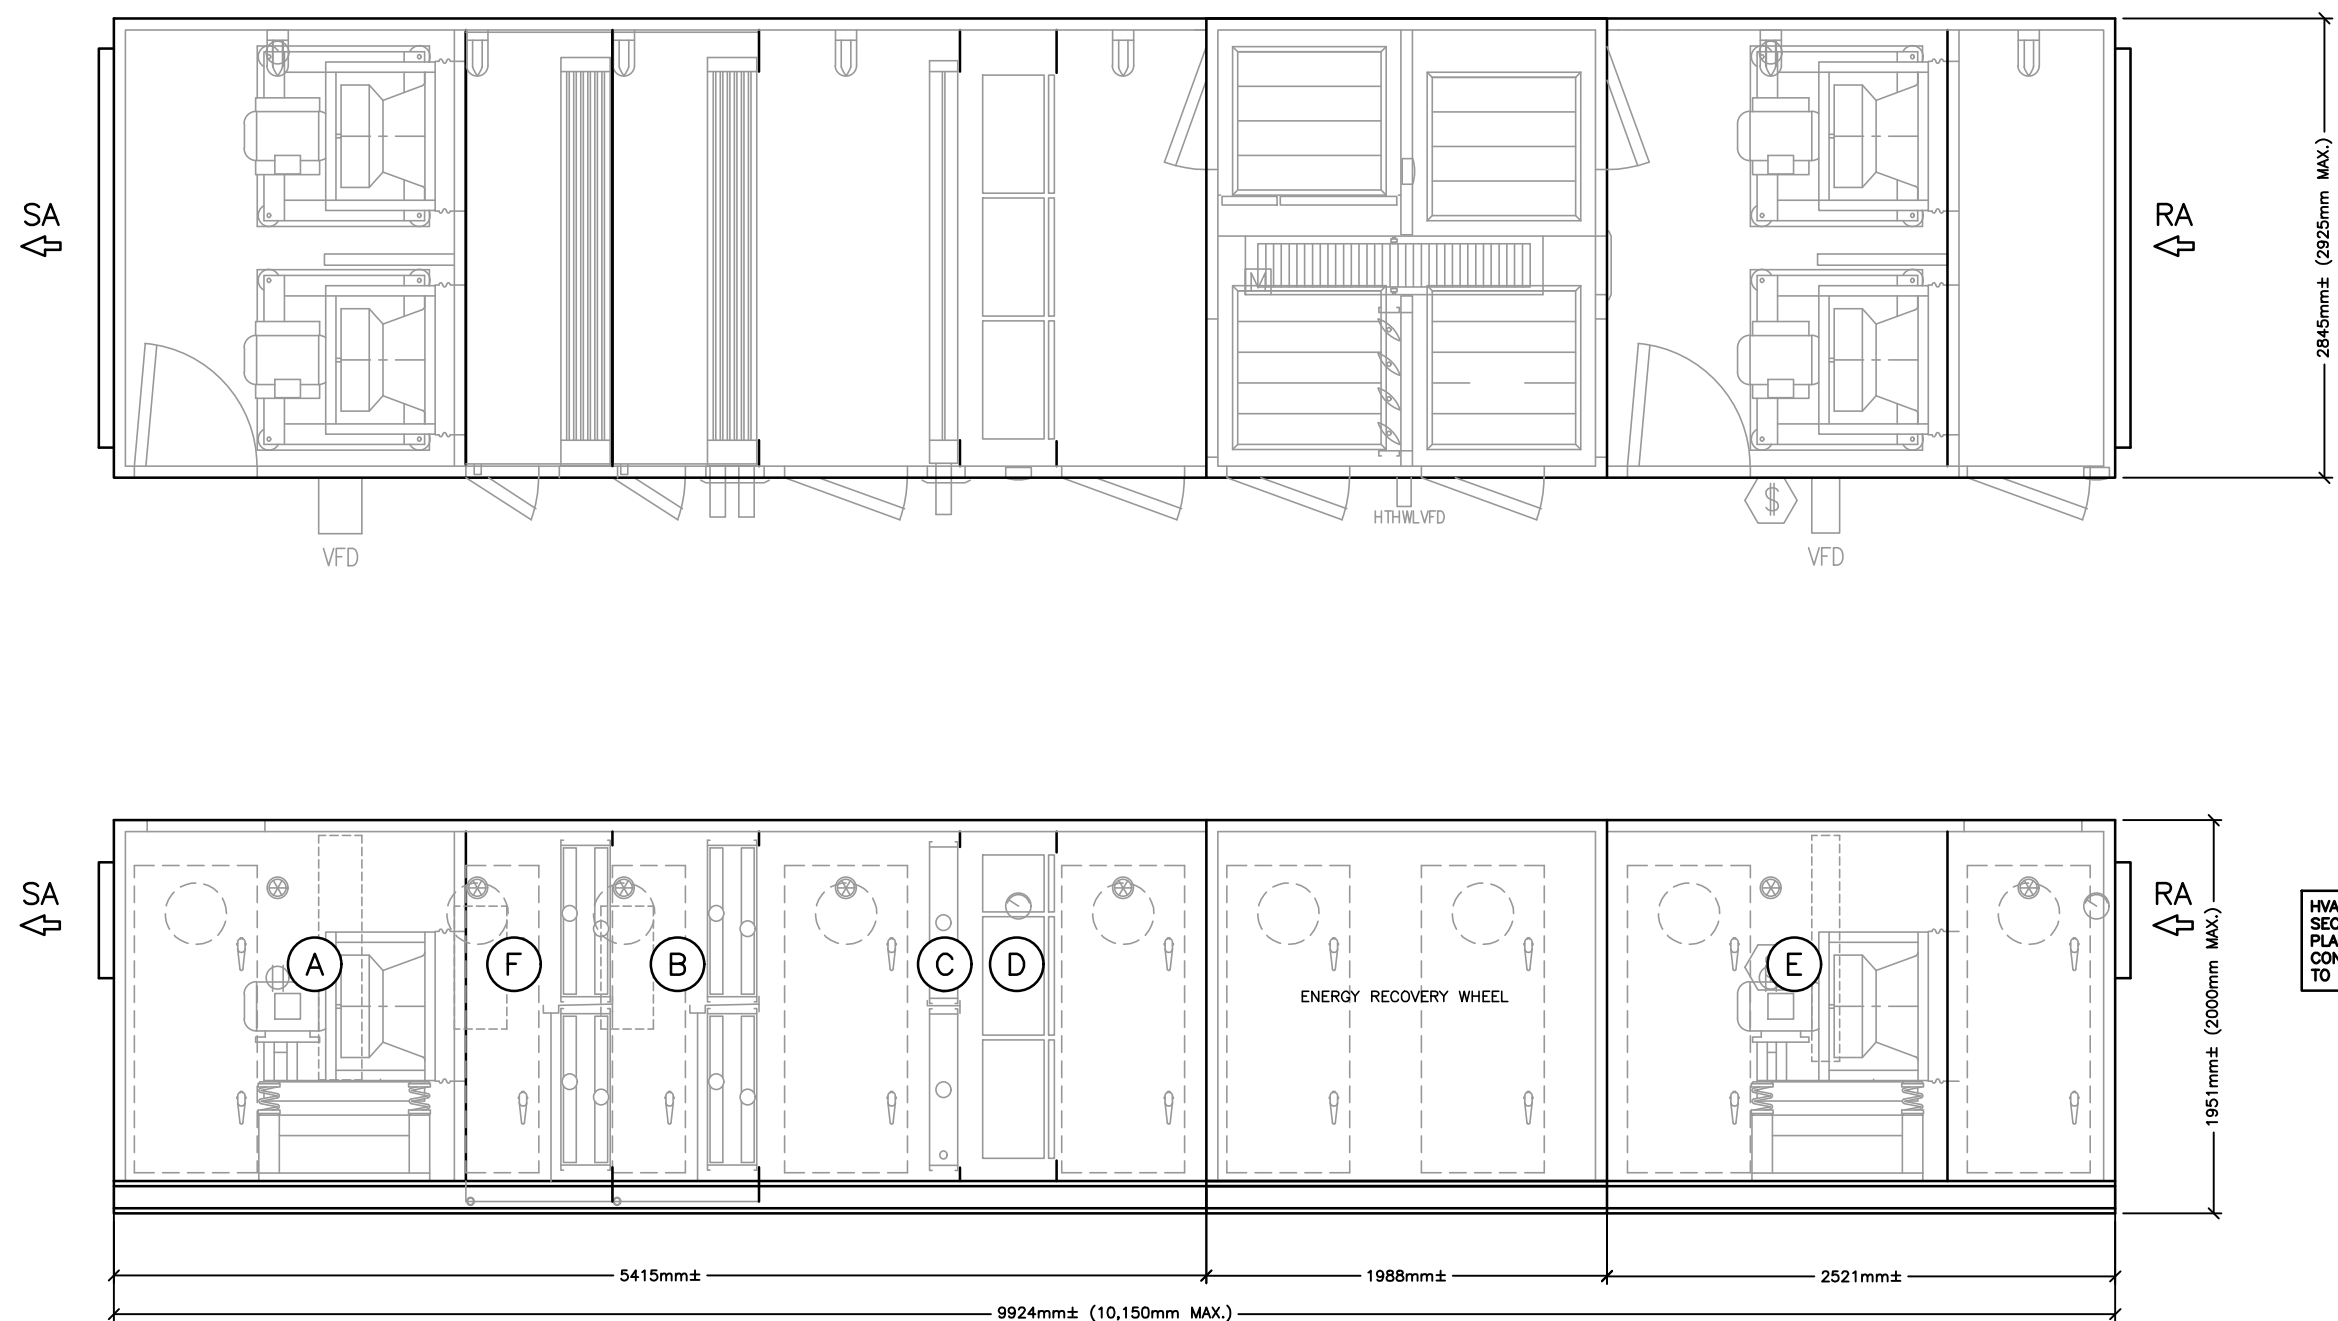 SA
RA
2845mm± (2925mm MAX.)
M
HTHWLVFD
$
VFD
VFD
SA
RA
A
F
B
C
D
E
ENERGY RECOVERY WHEEL
1951mm± (2000mm MAX.)
HVA
SEC
PLA
CON
TO
5415mm±
1988mm±
2521mm±
9924mm± (10,150mm MAX.)